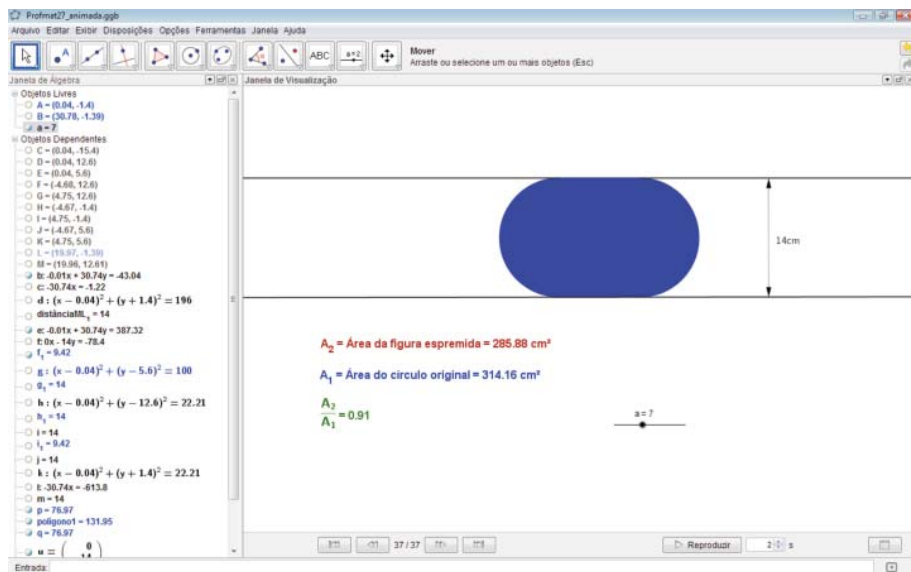 Profmat27_animada.ggb
Arquivo Editar Exibir Disposições Opções Ferramentas Janela Ajuda
A
ABC
a=2
Mover
Arraste ou selecione um ou mais objetos (Esc)
Janela de Álgebra
Objetos Livres
A = (0.04, -1.4)
B = (30.78, -1.39)
a = 7
Objetos Dependentes
C = (0.04, -15.4)
D = (0.04, 12.6)
E = (0.04, 5.6)
F = (-4.68, 12.6)
G = (4.75, 12.6)
H = (-4.67, -1.4)
I = (4.75, -1.4)
J = (-4.67, 5.6)
K = (4.75, 5.6)
L = (19.97, -1.39)
M = (19.96, 12.61)
b: -0.01x + 30.74y = -43.04
c: -30.74x = -1.22
d : (x − 0.04)² + (y + 1.4)² = 196
distânciaML₁ = 14
e: -0.01x + 30.74y = 387.32
f: 0x - 14y = -78.4
f₁ = 9.42
g : (x − 0.04)² + (y − 5.6)² = 100
g₁ = 14
h : (x − 0.04)² + (y − 12.6)² = 22.21
h₁ = 14
i = 14
i₁ = 9.42
j = 14
k : (x − 0.04)² + (y + 1.4)² = 22.21
l: -30.74x = -613.8
m = 14
p = 76.97
polígono1 = 131.95
q = 76.97
u = ( 0
Janela de Visualização
14cm
A₂ = Área da figura espremida = 285.88 cm²
A₁ = Área do círculo original = 314.16 cm²
A₂
A₁ = 0.91
a = 7
37 / 37
Reproduzir
2 s
Entrada: